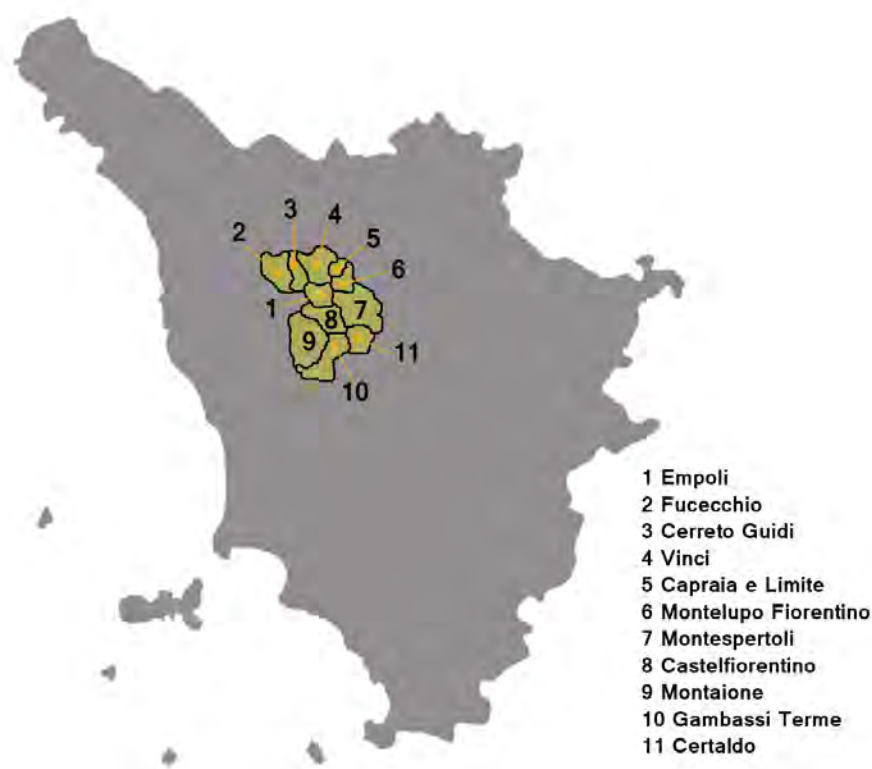 3
4
2
5
6
1
7
8
9
11
10
1 Empoli
2 Fucecchio
3 Cerreto Guidi
4 Vinci
5 Capraia e Limite
6 Montelupo Fiorentino
7 Montespertoli
8 Castelfiorentino
9 Montaione
10 Gambassi Terme
11 Certaldo